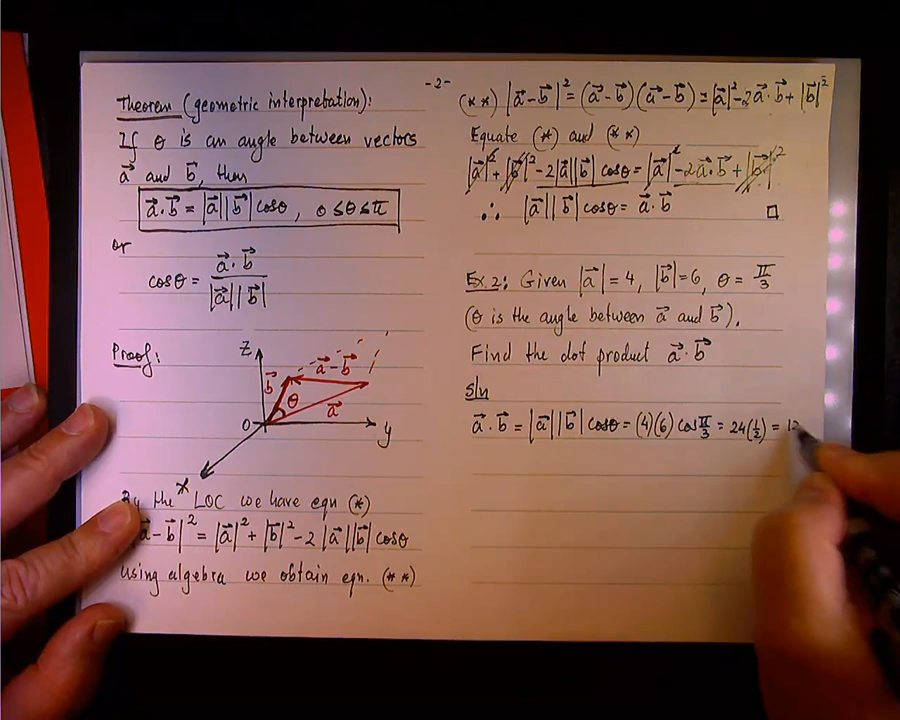 -2-
Theorem (geometric interpretation):
If θ is an angle between vectors
a⃗ and b⃗, then
a⃗·b⃗ = |a⃗||b⃗| cosθ, 0≤θ≤π
or
cosθ = a⃗·b⃗ / |a⃗||b⃗|
Proof:
z
b⃗
a⃗-b⃗
θ
a⃗
0
y
x
By the LOC we have eqn (*)
a⃗-b⃗|² = |a⃗|²+|b⃗|²-2|a⃗||b⃗|cosθ
using algebra we obtain eqn. (**)
(**) |a⃗-b⃗|² = (a⃗-b⃗)(a⃗-b⃗) = |a⃗|²-2a⃗·b⃗+|b⃗|²
Equate (*) and (**)
|a⃗|²+|b⃗|²-2|a⃗||b⃗|cosθ = |a⃗|²-2a⃗·b⃗+|b⃗|²
∴ |a⃗||b⃗|cosθ = a⃗·b⃗ □
Ex.2: Given |a⃗|=4, |b⃗|=6, θ = π/3
(θ is the angle between a⃗ and b⃗).
Find the dot product a⃗·b⃗
sln
a⃗·b⃗ = |a⃗||b⃗| cosθ = (4)(6) cos π/3 = 24(1/2) = 12